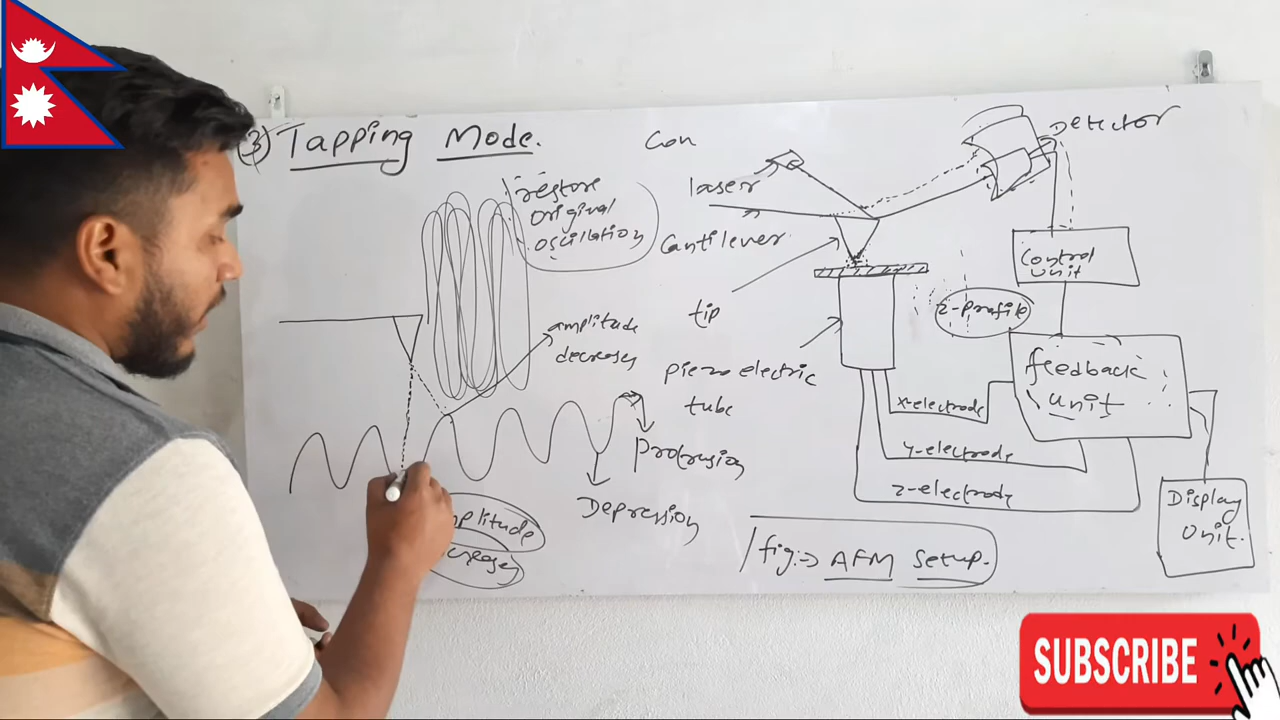 3) Tapping Mode.
Con
restore
original
oscillation
amplitude
decreases
Protrusion
Depression
mplitude
laser
Cantilever
tip
piezo electric
tube
Detector
Control
Unit
z-profile
feedback
Unit
x-electrode
y-electrode
z-electrode
Display
Unit.
fig:→ AFM Setup.
SUBSCRIBE